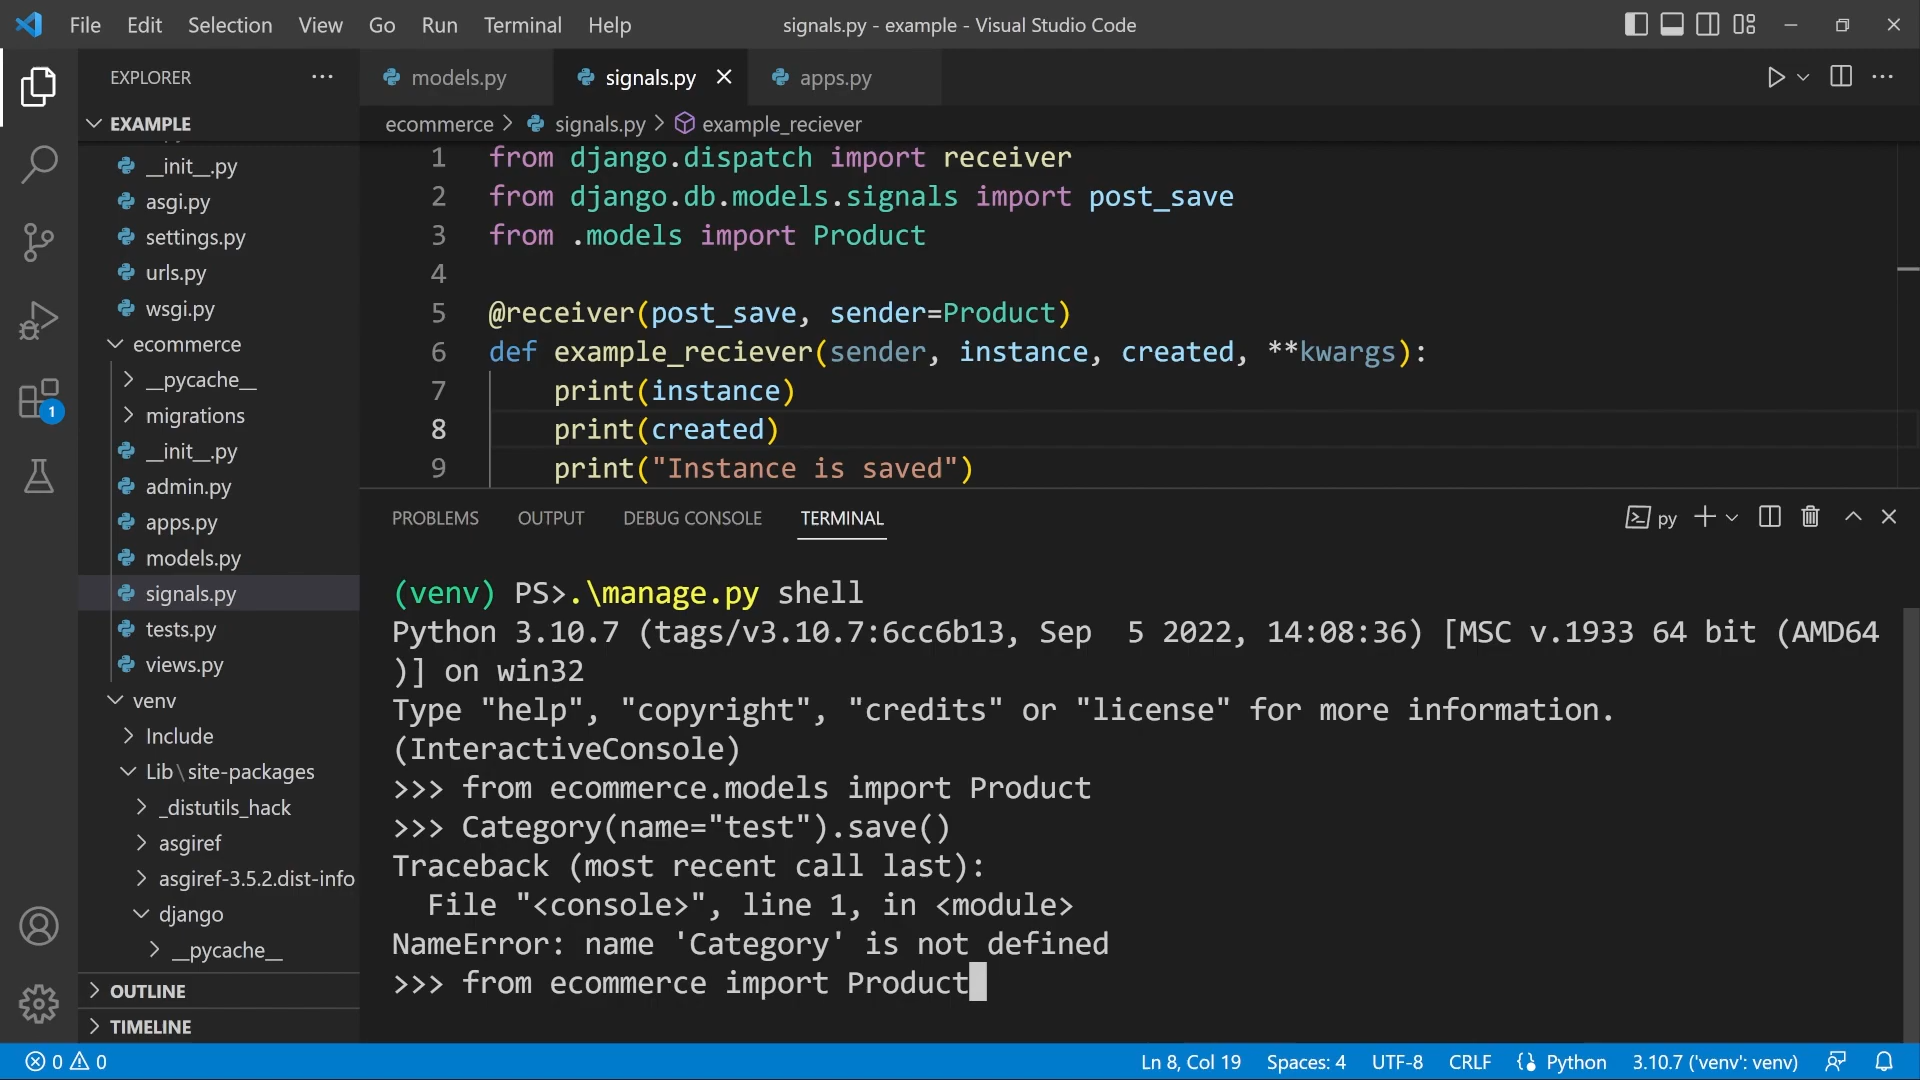 File Edit Selection View Go Run Terminal Help
signals.py - example - Visual Studio Code
EXPLORER
EXAMPLE
__init__.py
asgi.py
settings.py
urls.py
wsgi.py
ecommerce
__pycache__
migrations
__init__.py
admin.py
apps.py
models.py
signals.py
tests.py
views.py
venv
Include
Lib\site-packages
_distutils_hack
asgiref
asgiref-3.5.2.dist-info
django
__pycache__
OUTLINE
TIMELINE
1
models.py signals.py apps.py
ecommerce > signals.py > example_reciever
1 from django.dispatch import receiver
2 from django.db.models.signals import post_save
3 from .models import Product
4
5 @receiver(post_save, sender=Product)
6 def example_reciever(sender, instance, created, **kwargs):
7 print(instance)
8 print(created)
9 print("Instance is saved")
PROBLEMS OUTPUT DEBUG CONSOLE TERMINAL
py
(venv) PS>.\manage.py shell
Python 3.10.7 (tags/v3.10.7:6cc6b13, Sep  5 2022, 14:08:36) [MSC v.1933 64 bit (AMD64
)] on win32
Type "help", "copyright", "credits" or "license" for more information.
(InteractiveConsole)
>>> from ecommerce.models import Product
>>> Category(name="test").save()
Traceback (most recent call last):
File "<console>", line 1, in <module>
NameError: name 'Category' is not defined
>>> from ecommerce import Product
0 0
Ln 8, Col 19 Spaces: 4 UTF-8 CRLF Python 3.10.7 ('venv': venv)